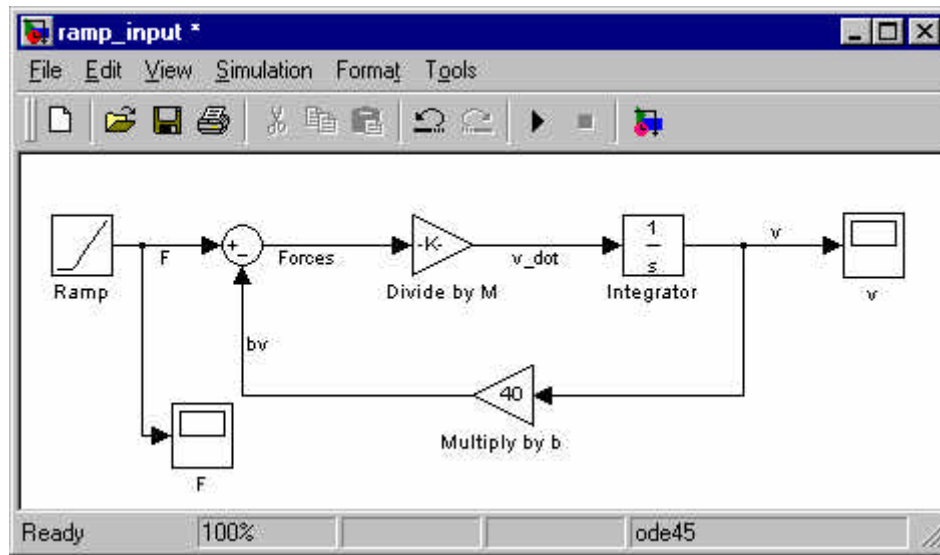 ramp_input *
File Edit View Simulation Format Tools
Ramp
F
+
−
Forces
-K-
Divide by M
v_dot
1
s
Integrator
v
v
bv
40
Multiply by b
F
Ready 100% ode45